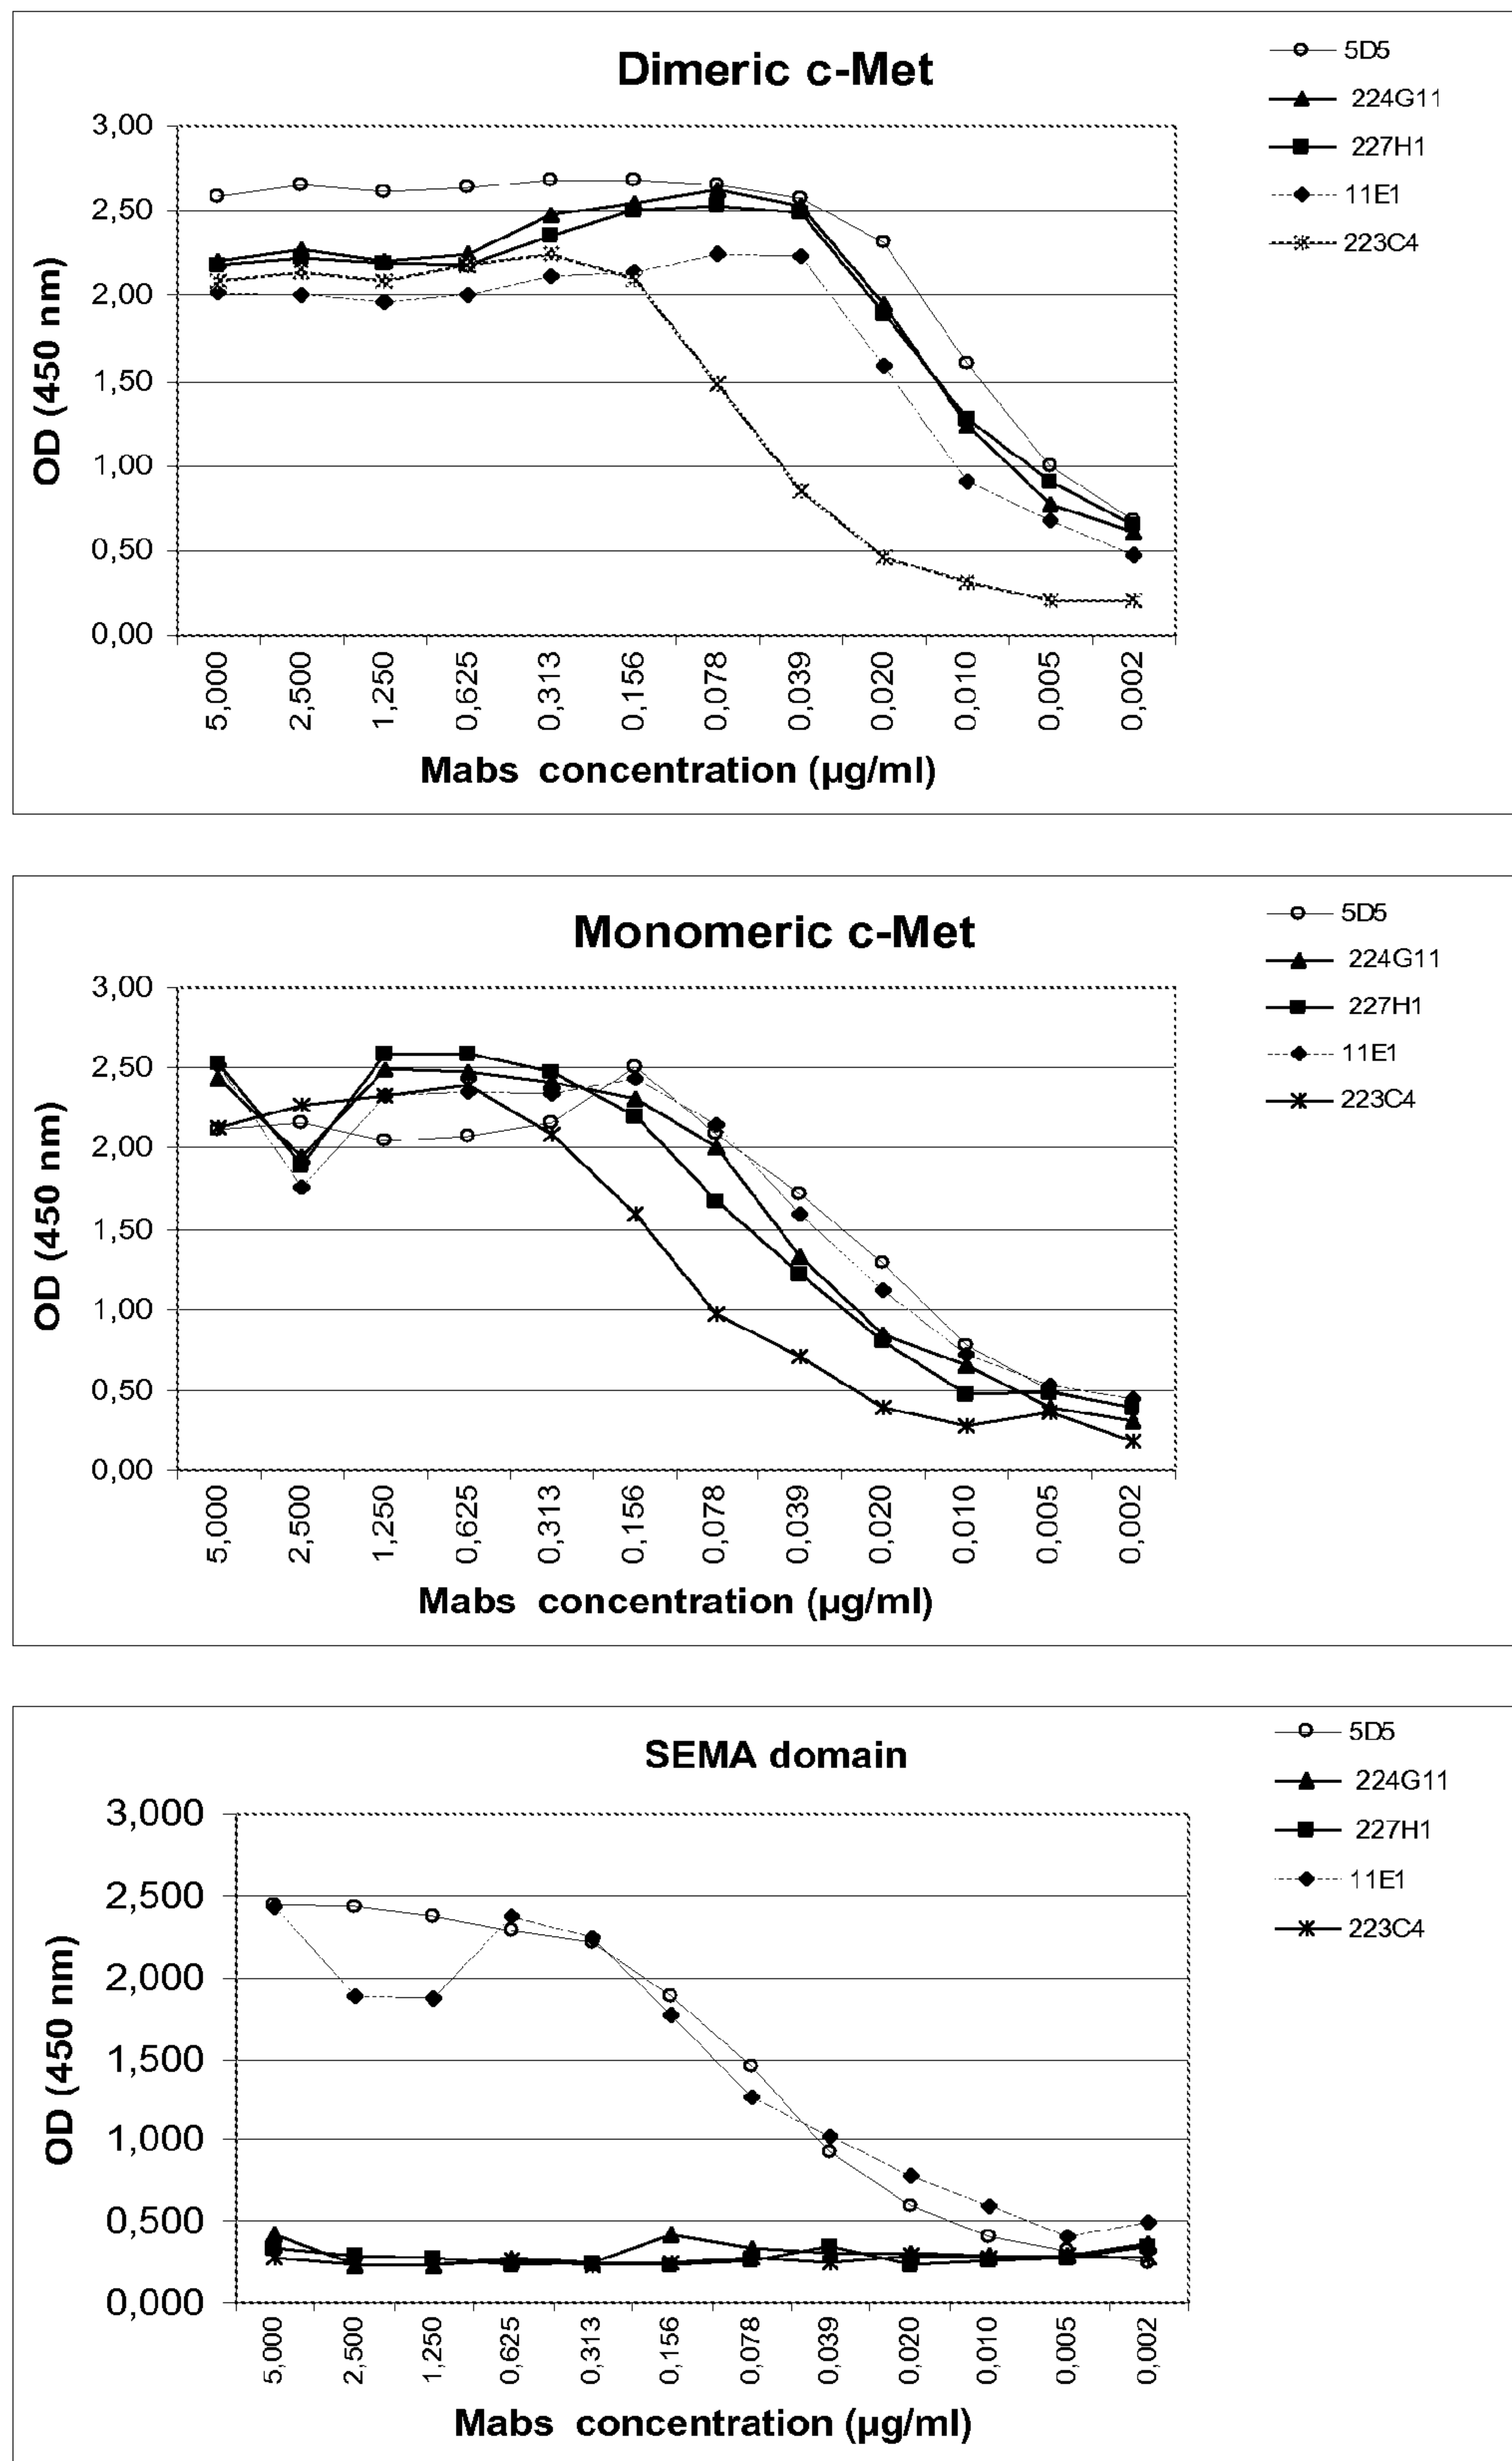 Dimeric c-Met
5D5
224G11
227H1
11E1
223C4
3,00
2,50
2,00
1,50
1,00
0,50
0,00
OD (450 nm)
5,000
2,500
1,250
0,625
0,313
0,156
0,078
0,039
0,020
0,010
0,005
0,002
Mabs concentration (µg/ml)
Monomeric c-Met
5D5
224G11
227H1
11E1
223C4
3,00
2,50
2,00
1,50
1,00
0,50
0,00
OD (450 nm)
5,000
2,500
1,250
0,625
0,313
0,156
0,078
0,039
0,020
0,010
0,005
0,002
Mabs concentration (µg/ml)
SEMA domain
5D5
224G11
227H1
11E1
223C4
3,000
2,500
2,000
1,500
1,000
0,500
0,000
OD (450 nm)
5,000
2,500
1,250
0,625
0,313
0,156
0,078
0,039
0,020
0,010
0,005
0,002
Mabs concentration (µg/ml)